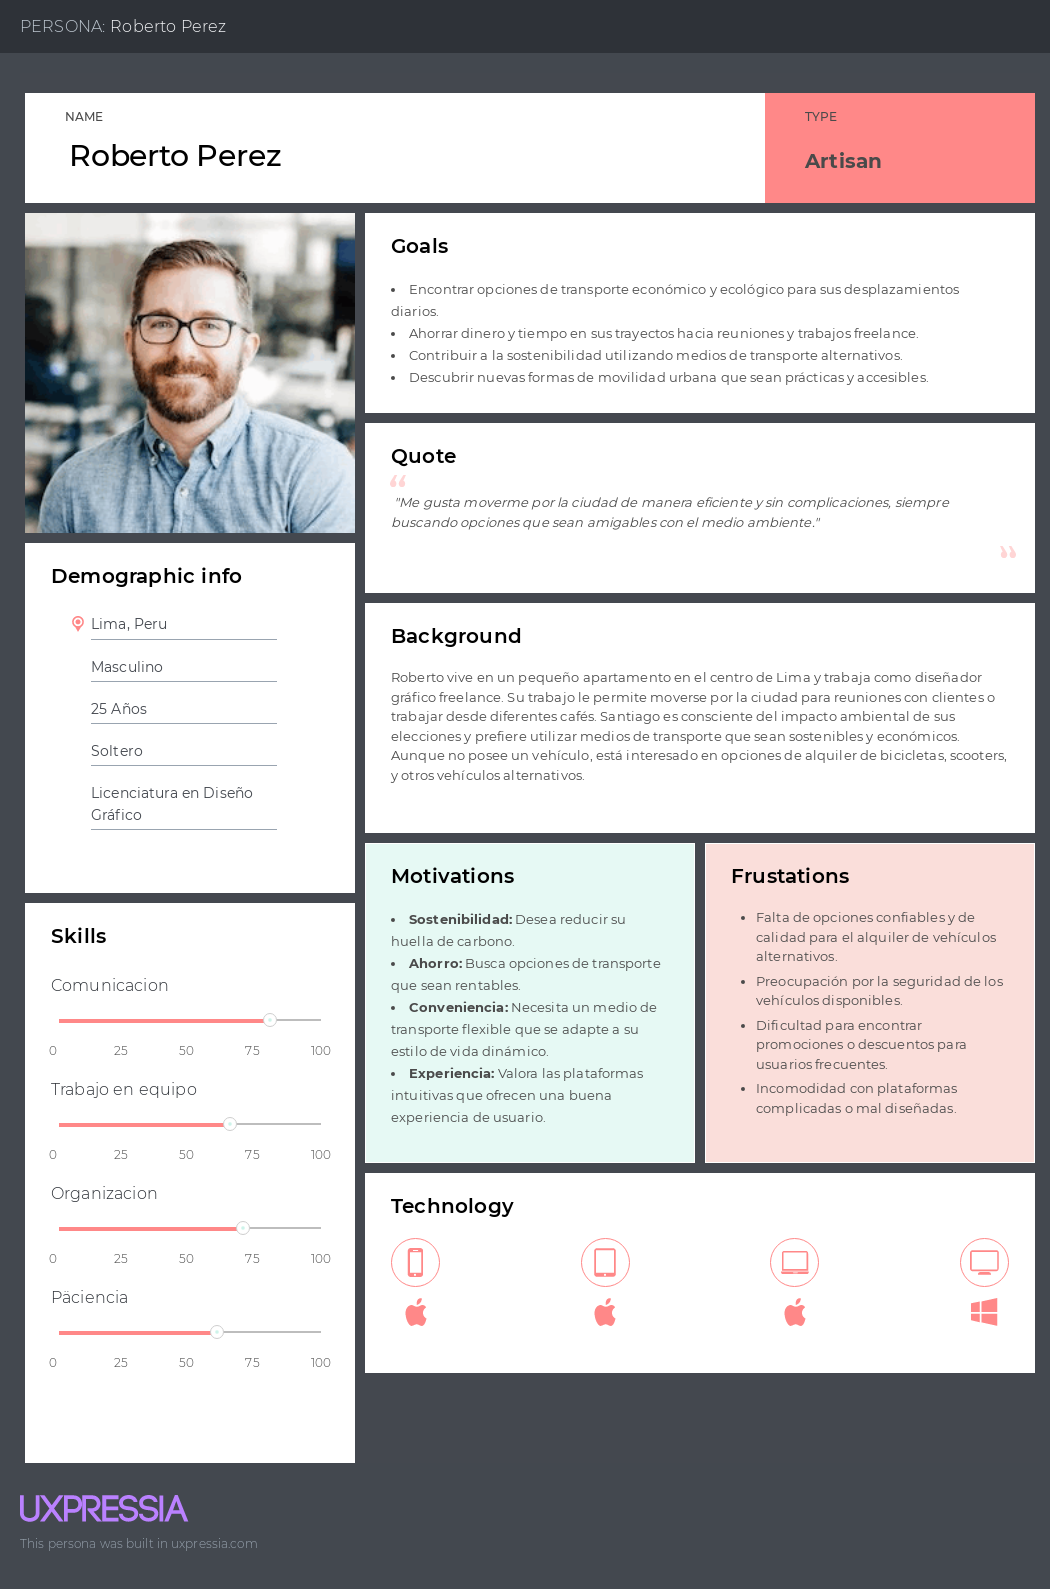 PERSONA: Roberto Perez
NAME
Roberto Perez
TYPE
Artisan
Goals
• Encontrar opciones de transporte económico y ecológico para sus desplazamientos
diarios.
• Ahorrar dinero y tiempo en sus trayectos hacia reuniones y trabajos freelance.
• Contribuir a la sostenibilidad utilizando medios de transporte alternativos.
• Descubrir nuevas formas de movilidad urbana que sean prácticas y accesibles.
Quote
“
"Me gusta moverme por la ciudad de manera eficiente y sin complicaciones, siempre
buscando opciones que sean amigables con el medio ambiente."
”
Demographic info
Lima, Peru
Masculino
25 Años
Soltero
Licenciatura en Diseño
Gráfico
Background
Roberto vive en un pequeño apartamento en el centro de Lima y trabaja como diseñador
gráfico freelance. Su trabajo le permite moverse por la ciudad para reuniones con clientes o
trabajar desde diferentes cafés. Santiago es consciente del impacto ambiental de sus
elecciones y prefiere utilizar medios de transporte que sean sostenibles y económicos.
Aunque no posee un vehículo, está interesado en opciones de alquiler de bicicletas, scooters,
y otros vehículos alternativos.
Skills
Comunicacion
0 25 50 75 100
Trabajo en equipo
0 25 50 75 100
Organizacion
0 25 50 75 100
Päciencia
0 25 50 75 100
Motivations
• Sostenibilidad: Desea reducir su
huella de carbono.
• Ahorro: Busca opciones de transporte
que sean rentables.
• Conveniencia: Necesita un medio de
transporte flexible que se adapte a su
estilo de vida dinámico.
• Experiencia: Valora las plataformas
intuitivas que ofrecen una buena
experiencia de usuario.
Frustations
• Falta de opciones confiables y de
calidad para el alquiler de vehículos
alternativos.
• Preocupación por la seguridad de los
vehículos disponibles.
• Dificultad para encontrar
promociones o descuentos para
usuarios frecuentes.
• Incomodidad con plataformas
complicadas o mal diseñadas.
Technology
UXPRESSIA
This persona was built in uxpressia.com